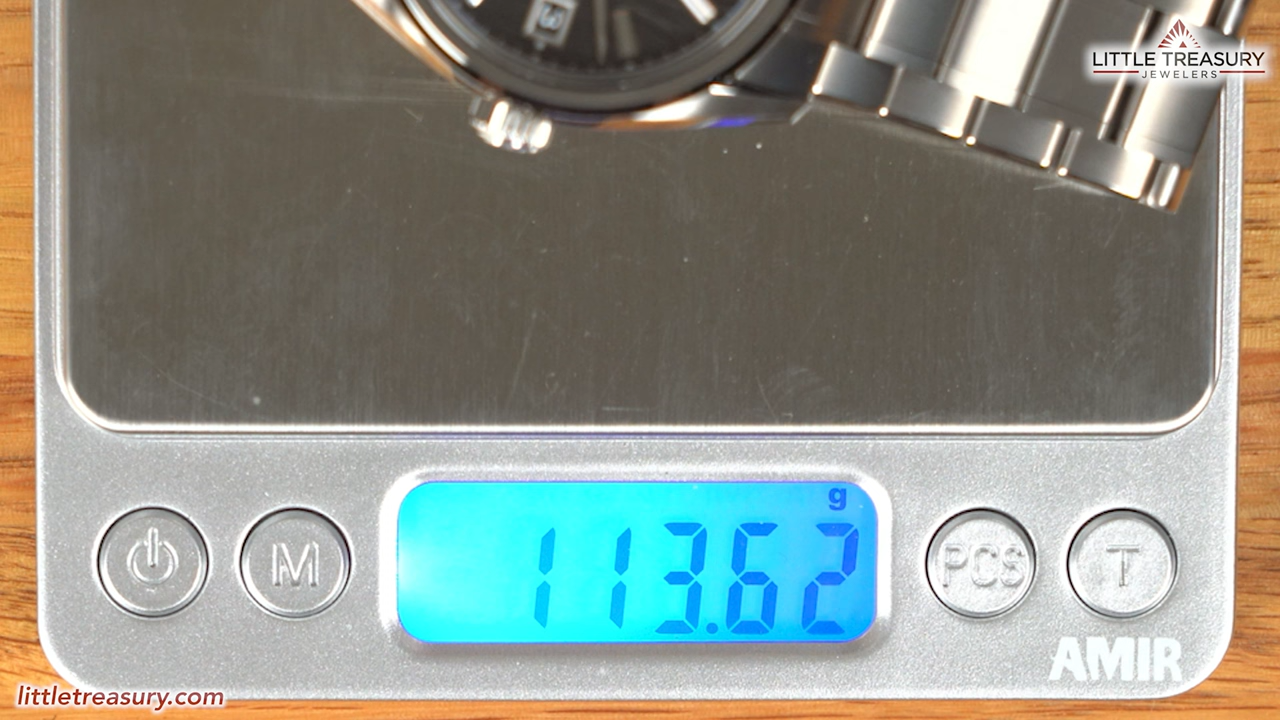 LITTLE TREASURY
JEWELERS
g
M
113.62
PCS
T
AMIR
littletreasury.com